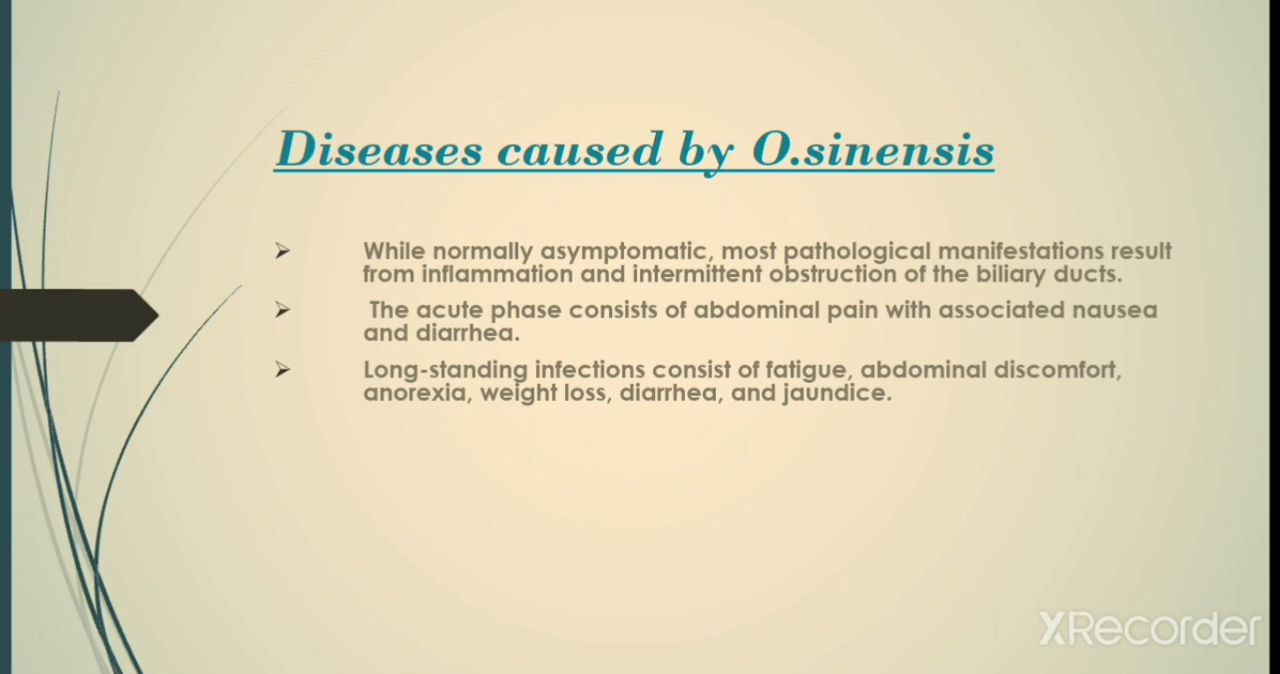 Diseases caused by O.sinensis
➢ While normally asymptomatic, most pathological manifestations result
from inflammation and intermittent obstruction of the biliary ducts.
➢ The acute phase consists of abdominal pain with associated nausea
and diarrhea.
➢ Long-standing infections consist of fatigue, abdominal discomfort,
anorexia, weight loss, diarrhea, and jaundice.
XRecorder